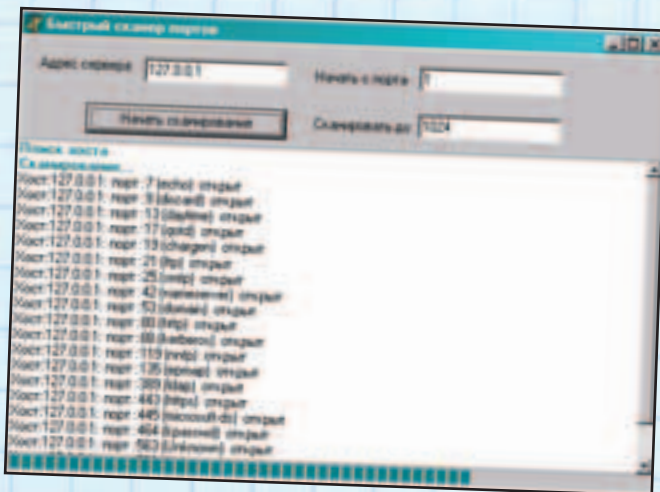 Быстрый сканер портов
Адрес сервера 127.0.0.1
Начать с порта 1
Начать сканирование
Сканировать до 1024
Поиск хоста
Сканирование...
Хост:127.0.0.1: порт :7 (echo) открыт
Хост:127.0.0.1: порт :9 (discard) открыт
Хост:127.0.0.1: порт :13 (daytime) открыт
Хост:127.0.0.1: порт :17 (qotd) открыт
Хост:127.0.0.1: порт :19 (chargen) открыт
Хост:127.0.0.1: порт :21 (ftp) открыт
Хост:127.0.0.1: порт :25 (smtp) открыт
Хост:127.0.0.1: порт :42 (nameserver) открыт
Хост:127.0.0.1: порт :53 (domain) открыт
Хост:127.0.0.1: порт :80 (http) открыт
Хост:127.0.0.1: порт :88 (kerberos) открыт
Хост:127.0.0.1: порт :119 (nntp) открыт
Хост:127.0.0.1: порт :135 (epmap) открыт
Хост:127.0.0.1: порт :389 (ldap) открыт
Хост:127.0.0.1: порт :443 (https) открыт
Хост:127.0.0.1: порт :445 (microsoft-ds) открыт
Хост:127.0.0.1: порт :464 (kpasswd) открыт
Хост:127.0.0.1: порт :563 (Unknown) открыт